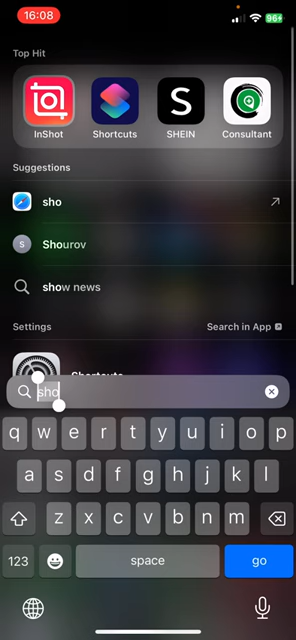 16:08
96
Top Hit
InShot Shortcuts SHEIN Consultant
Suggestions
sho
S Shourov
show news
Settings Search in App
Shortcuts
sho
q w e r t y u i o p
a s d f g h j k l
z x c v b n m
123 space go